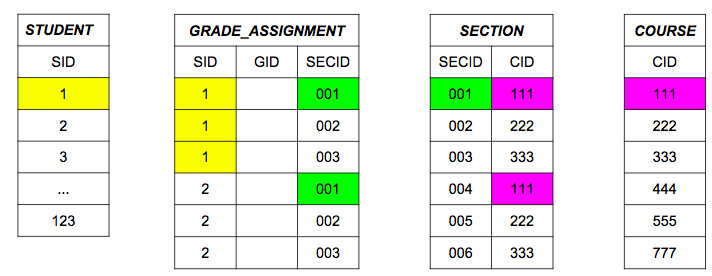 STUDENT GRADE_ASSIGNMENT SECTION COURSE
SID SID GID SECID SECID CID CID
1 1 001 001 111 111
2 1 002 002 222 222
3 1 003 003 333 333
... 2 001 004 111 444
123 2 002 005 222 555
2 003 006 333 777